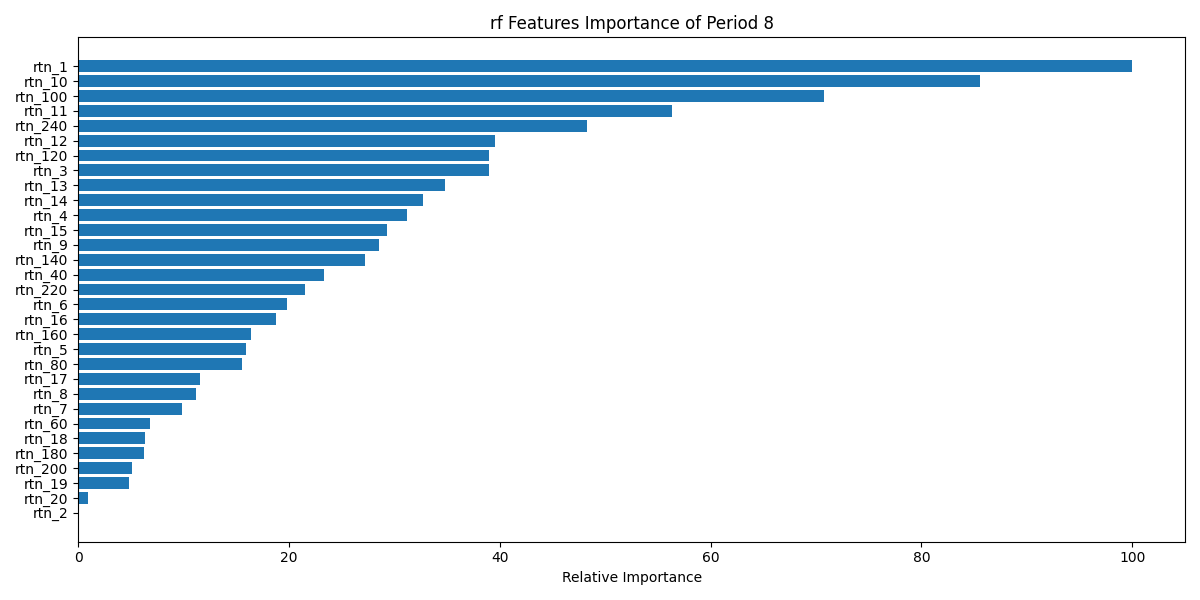 rf Features Importance of Period 8
rtn_1
rtn_10
rtn_100
rtn_11
rtn_240
rtn_12
rtn_120
rtn_3
rtn_13
rtn_14
rtn_4
rtn_15
rtn_9
rtn_140
rtn_40
rtn_220
rtn_6
rtn_16
rtn_160
rtn_5
rtn_80
rtn_17
rtn_8
rtn_7
rtn_60
rtn_18
rtn_180
rtn_200
rtn_19
rtn_20
rtn_2
0 20 40 60 80 100
Relative Importance